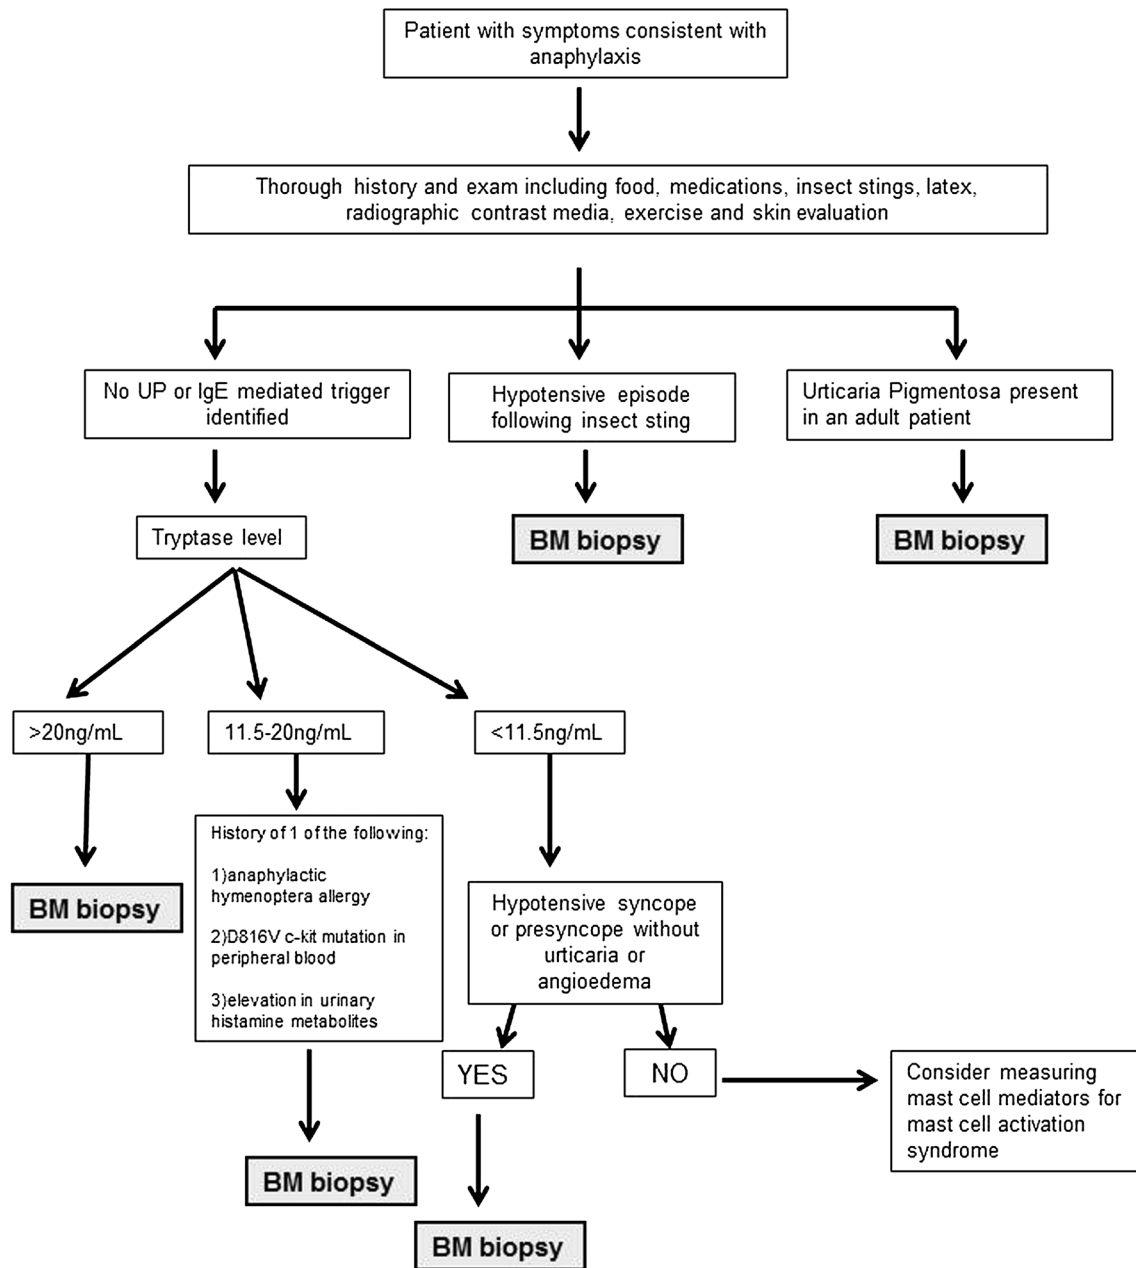 Patient with symptoms consistent with
anaphylaxis
Thorough history and exam including food, medications, insect stings, latex,
radiographic contrast media, exercise and skin evaluation
No UP or IgE mediated trigger
identified
Hypotensive episode
following insect sting
Urticaria Pigmentosa present
in an adult patient
Tryptase level
BM biopsy
BM biopsy
>20ng/mL
11.5-20ng/mL
<11.5ng/mL
History of 1 of the following:
1)anaphylactic
hymenoptera allergy
2)D816V c-kit mutation in
peripheral blood
3)elevation in urinary
histamine metabolites
BM biopsy
Hypotensive syncope
or presyncope without
urticaria or
angioedema
YES
NO
Consider measuring
mast cell mediators for
mast cell activation
syndrome
BM biopsy
BM biopsy